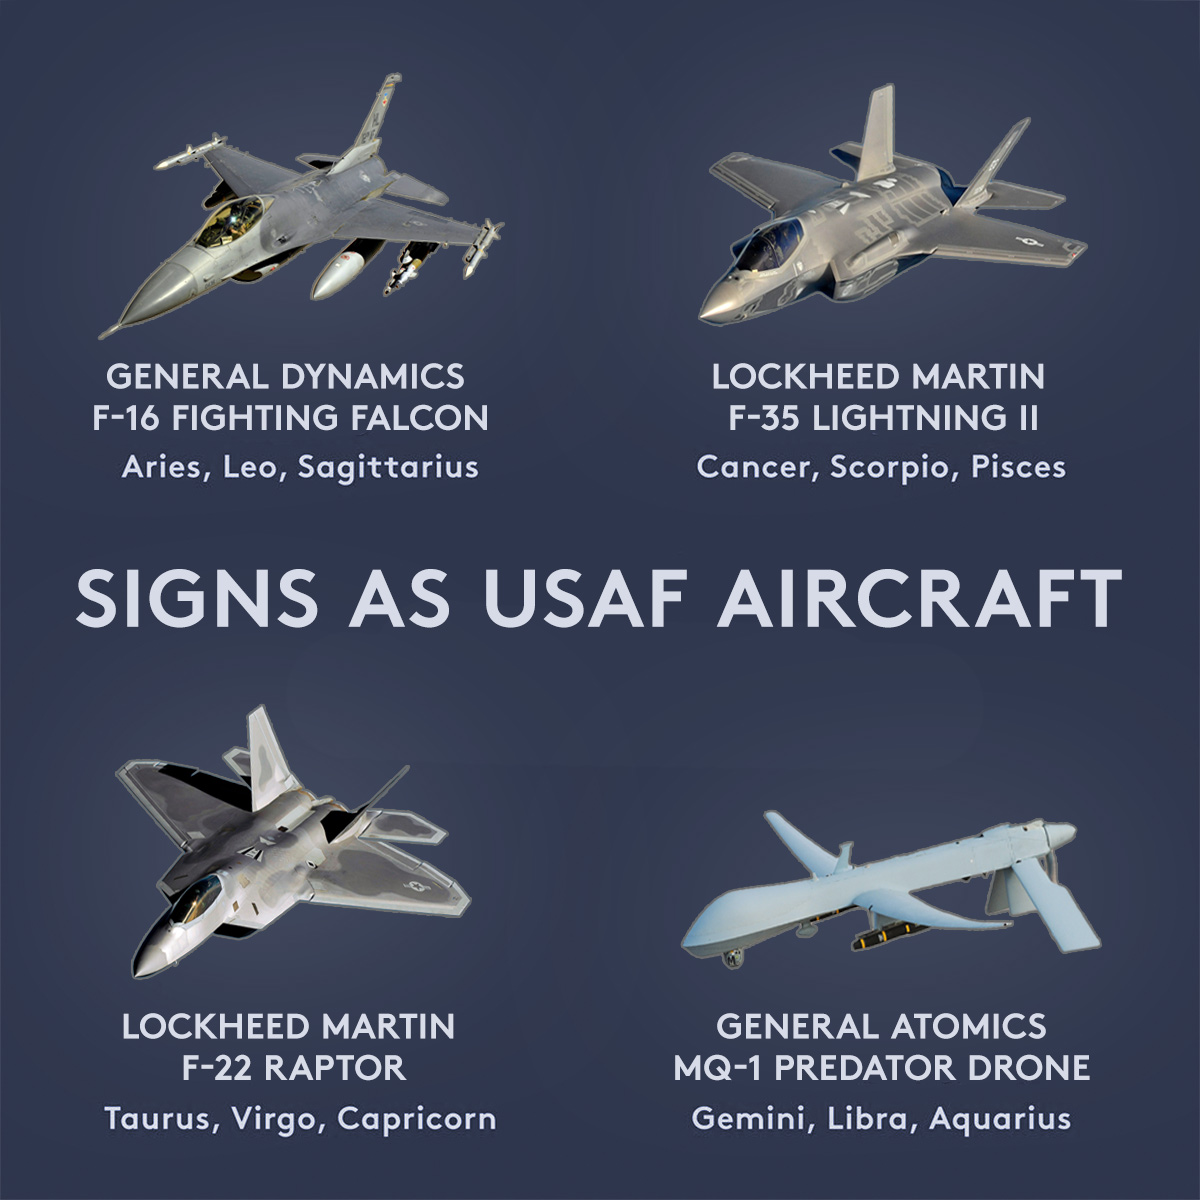 GENERAL DYNAMICS
F-16 FIGHTING FALCON
Aries, Leo, Sagittarius
LOCKHEED MARTIN
F-35 LIGHTNING II
Cancer, Scorpio, Pisces
SIGNS AS USAF AIRCRAFT
LOCKHEED MARTIN
F-22 RAPTOR
Taurus, Virgo, Capricorn
GENERAL ATOMICS
MQ-1 PREDATOR DRONE
Gemini, Libra, Aquarius